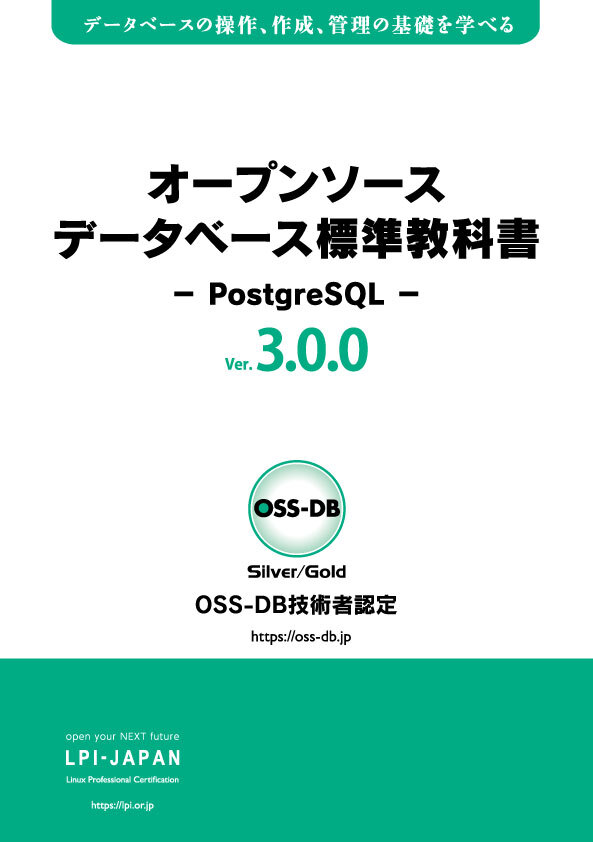 データベースの操作、作成、管理の基礎を学べる
オープンソース
データベース標準教科書
− PostgreSQL −
Ver. 3.0.0
OSS-DB
Silver/Gold
OSS-DB技術者認定
https://oss-db.jp
open your NEXT future
LPI-JAPAN
Linux Professional Certification
https://lpi.or.jp